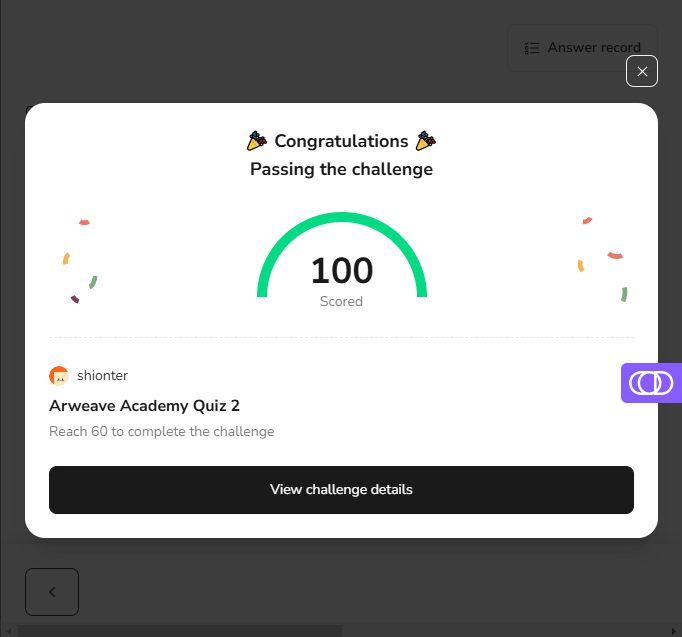 Answer record
Congratulations
Passing the challenge
100
Scored
shionter
Arweave Academy Quiz 2
Reach 60 to complete the challenge
View challenge details